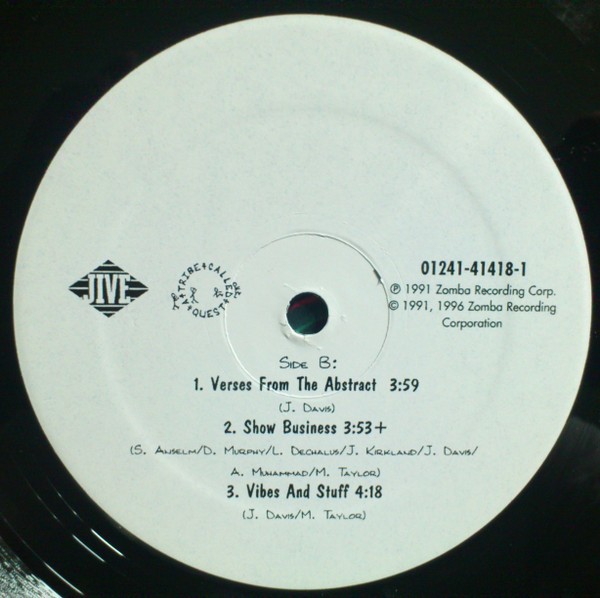 JIVE
A TRIBE CALLED QUEST
01241-41418-1
℗ 1991 Zomba Recording Corp.
© 1991, 1996 Zomba Recording
Corporation
Side B:
1. Verses From The Abstract 3:59
(J. Davis)
2. Show Business 3:53+
(S. Anselm/D. Murphy/L. Dechalus/J. Kirkland/J. Davis/
A. Muhammad/M. Taylor)
3. Vibes And Stuff 4:18
(J. Davis/M. Taylor)